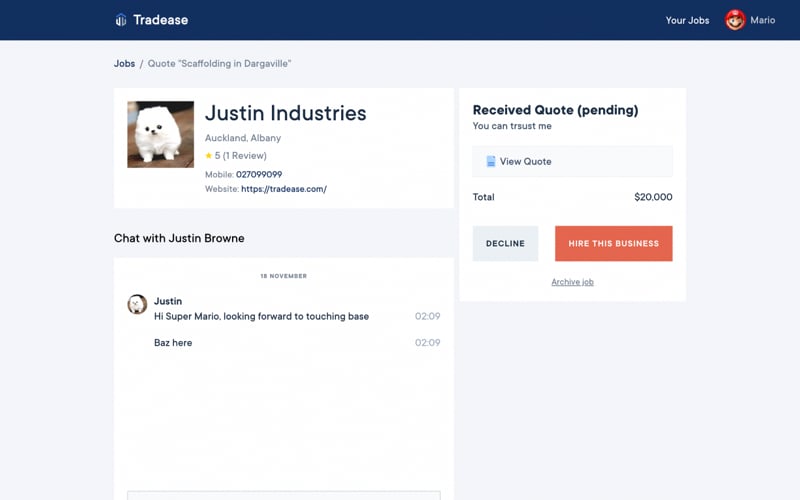 Tradease
Your Jobs
Mario
Jobs / Quote "Scaffolding in Dargaville"
Justin Industries
Auckland, Albany
5 (1 Review)
Mobile: 027099099
Website: https://tradease.com/
Received Quote (pending)
You can trsust me
View Quote
Total $20,000
DECLINE
HIRE THIS BUSINESS
Archive job
Chat with Justin Browne
18 NOVEMBER
Justin
Hi Super Mario, looking forward to touching base 02:09
Baz here 02:09